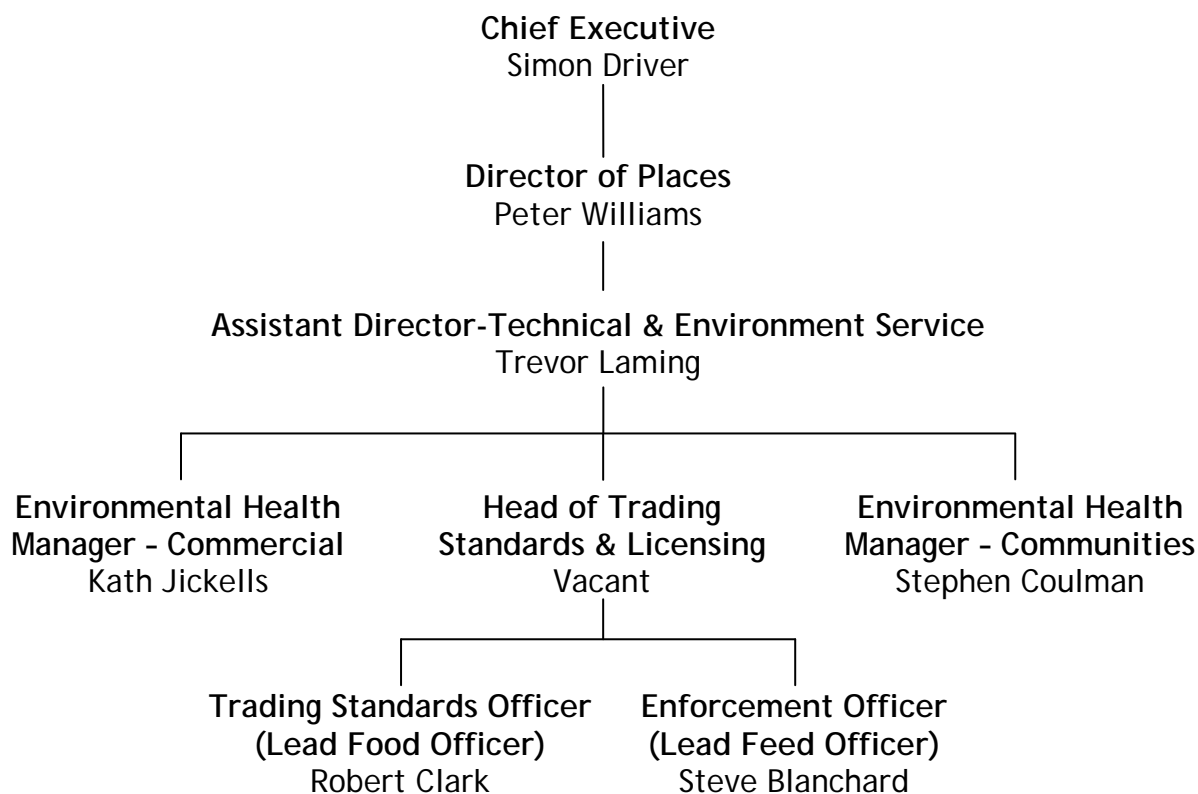 Chief Executive
Simon Driver
Director of Places
Peter Williams
Assistant Director-Technical & Environment Service
Trevor Laming
Environmental Health
Manager – Commercial
Kath Jickells
Head of Trading
Standards & Licensing
Vacant
Environmental Health
Manager – Communities
Stephen Coulman
Trading Standards Officer
(Lead Food Officer)
Robert Clark
Enforcement Officer
(Lead Feed Officer)
Steve Blanchard